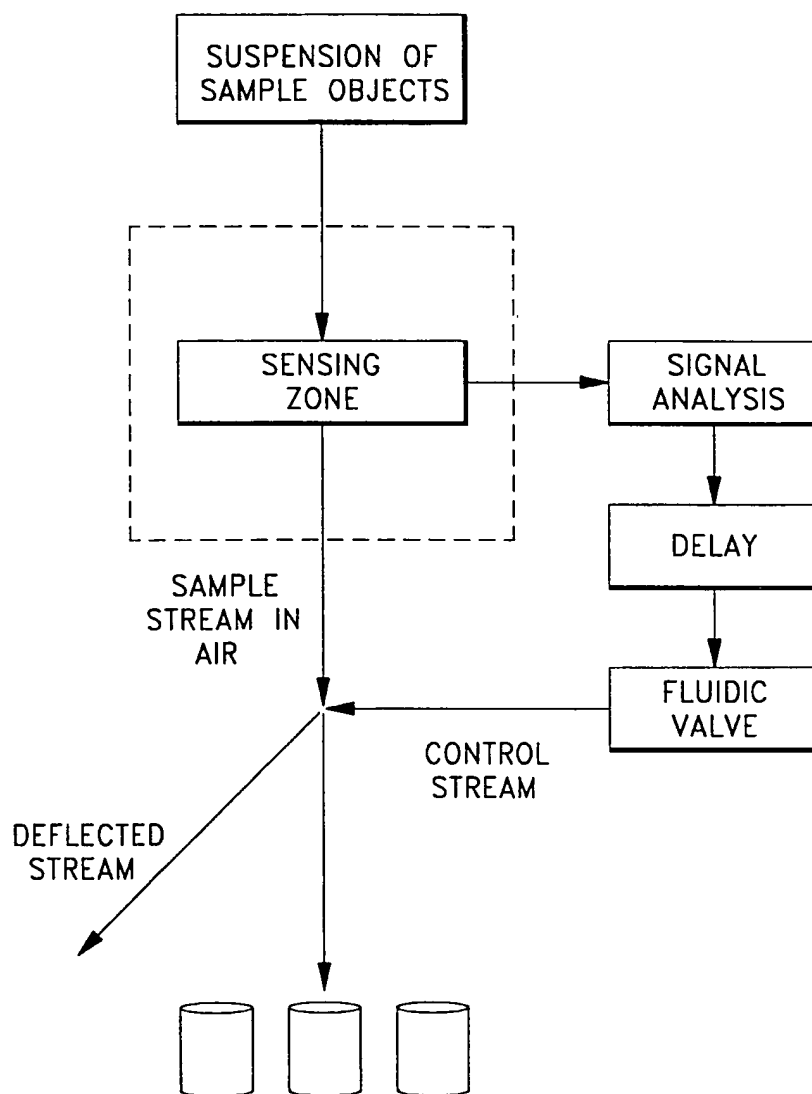 SUSPENSION OF
SAMPLE OBJECTS
SENSING
ZONE
SIGNAL
ANALYSIS
DELAY
SAMPLE
STREAM IN
AIR
FLUIDIC
VALVE
CONTROL
STREAM
DEFLECTED
STREAM